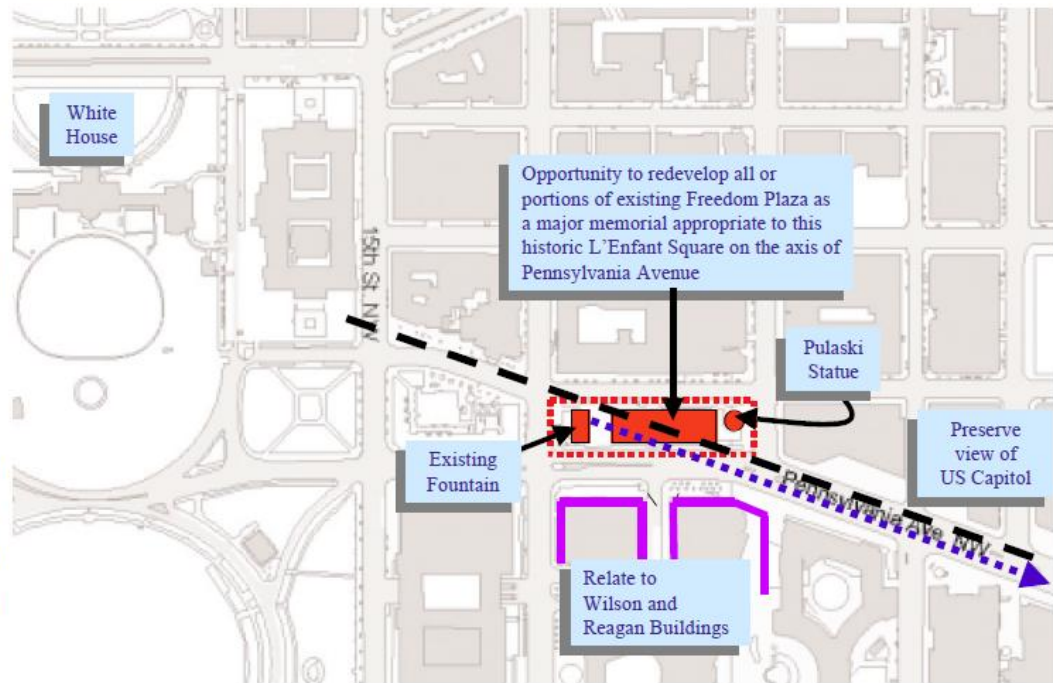 White
House
Opportunity to redevelop all or
portions of existing Freedom Plaza as
a major memorial appropriate to this
historic L’Enfant Square on the axis of
Pennsylvania Avenue
15th St. NW
Pulaski
Statue
Existing
Fountain
Preserve
view of
US Capitol
Pennsylvania Ave. NW
Relate to
Wilson and
Reagan Buildings